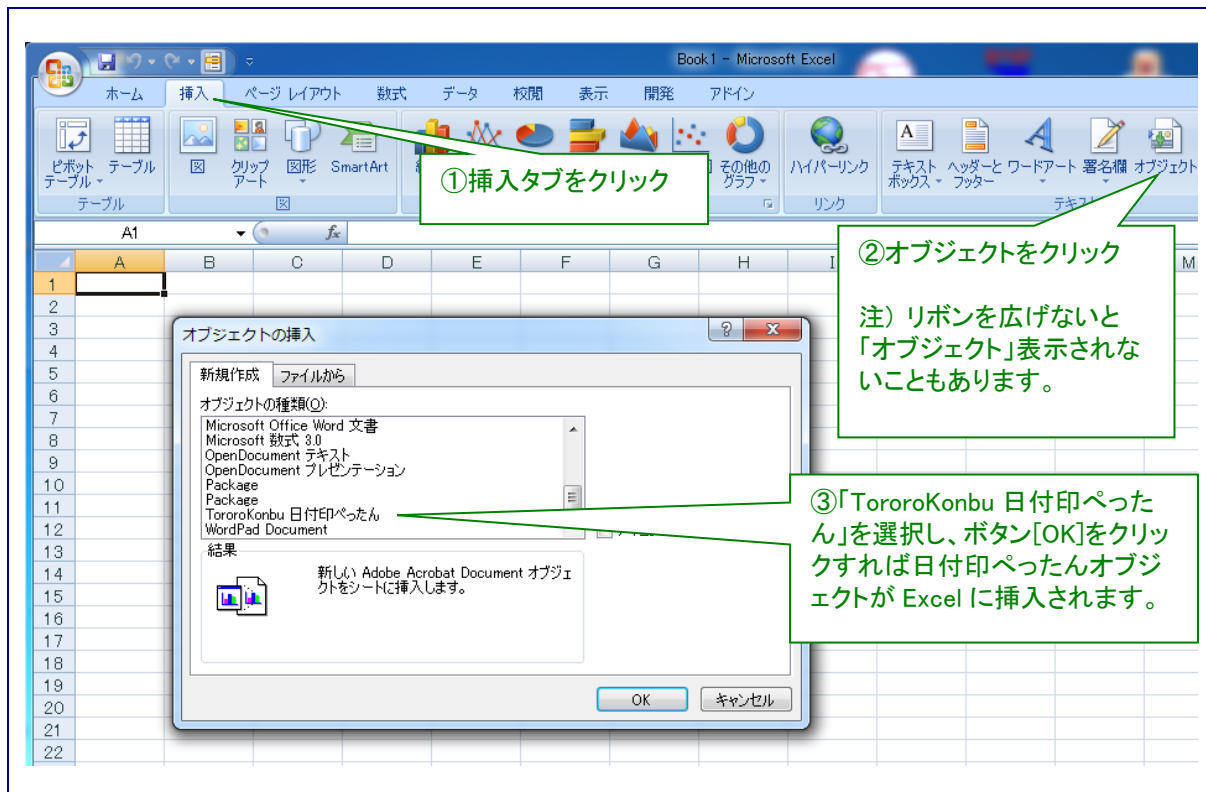 Book1 - Microsoft Excel
ホーム 挿入 ページ レイアウト 数式 データ 校閲 表示 開発 アドイン
ピボット テーブル テーブル 図 クリップ アート 図形 SmartArt その他の グラフ ハイパーリンク テキスト ボックス ヘッダーと フッター ワードアート 署名欄 オブジェクト
テーブル 図 リンク
①挿入タブをクリック
A1 fx
A B C D E F G H I M
②オブジェクトをクリック
注) リボンを広げないと
「オブジェクト」表示されな
いこともあります。
1
2
3
4
5
6
7
8
9
10
11
12
13
14
15
16
17
18
19
20
21
22
オブジェクトの挿入
新規作成 ファイルから
オブジェクトの種類(O):
Microsoft Office Word 文書
Microsoft 数式 3.0
OpenDocument テキスト
OpenDocument プレゼンテーション
Package
Package
TororoKonbu 日付印ぺったん
WordPad Document
結果
新しい Adobe Acrobat Document オブジェ
クトをシートに挿入します。
OK キャンセル
③「TororoKonbu 日付印ぺった
ん」を選択し、ボタン[OK]をクリッ
クすれば日付印ぺったんオブジ
ェクトが Excel に挿入されます。